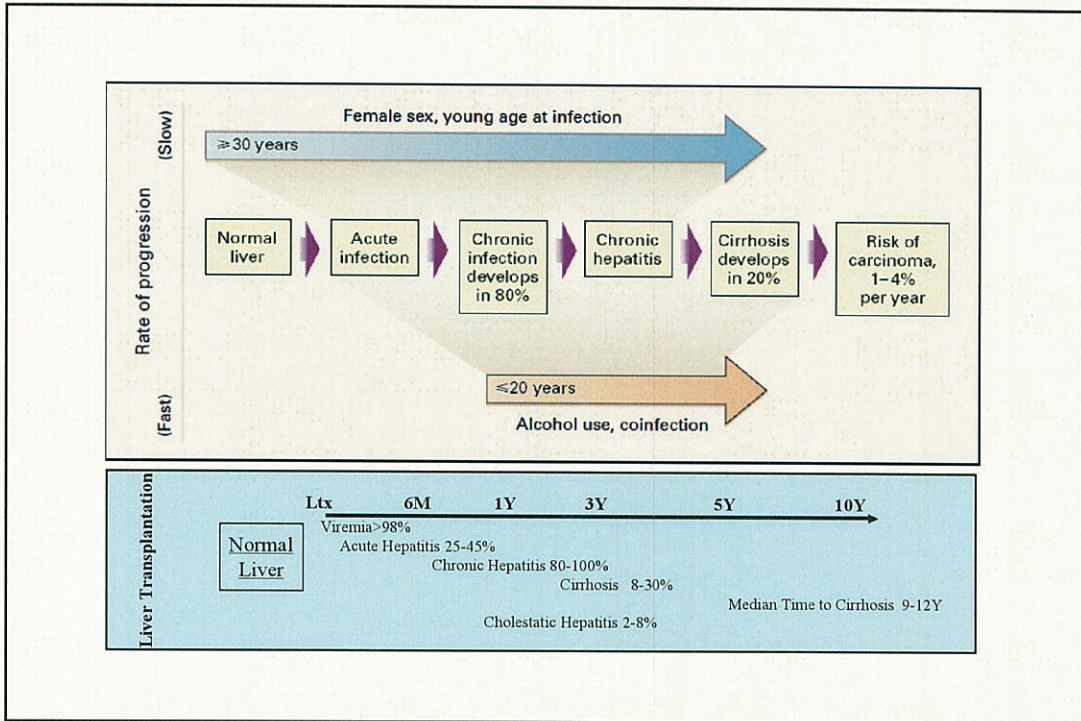 Female sex, young age at infection
≥30 years
(Slow)
Rate of progression
(Fast)
Normal
liver
Acute
infection
Chronic
infection
develops
in 80%
Chronic
hepatitis
Cirrhosis
develops
in 20%
Risk of
carcinoma,
1–4%
per year
≤20 years
Alcohol use, coinfection
Liver Transplantation
Ltx 6M 1Y 3Y 5Y 10Y
Normal
Liver
Viremia>98%
Acute Hepatitis 25-45%
Chronic Hepatitis 80-100%
Cirrhosis 8-30%
Median Time to Cirrhosis 9-12Y
Cholestatic Hepatitis 2-8%